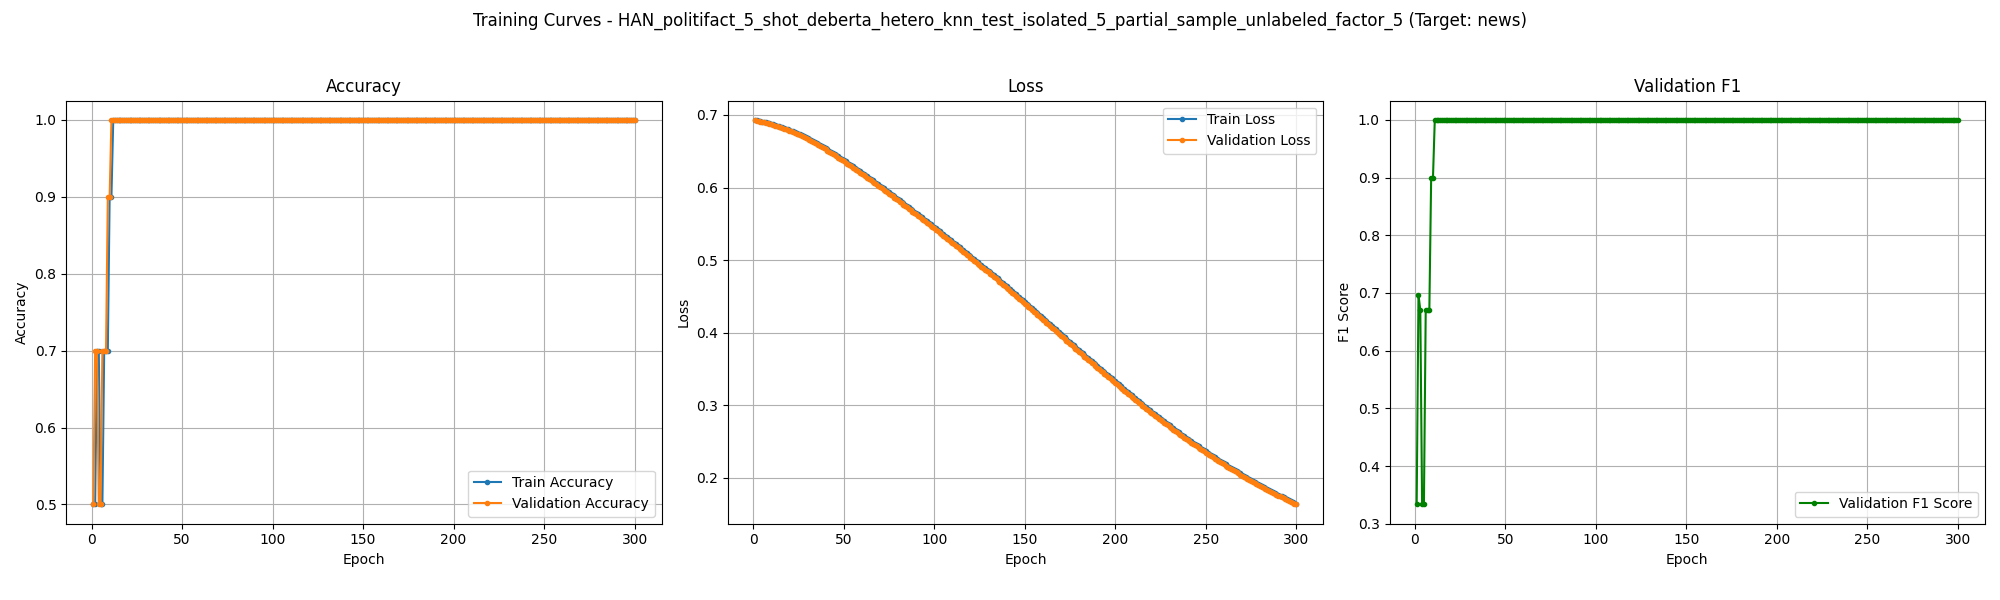 Training Curves - HAN_politifact_5_shot_deberta_hetero_knn_test_isolated_5_partial_sample_unlabeled_factor_5 (Target: news)
Accuracy
1.0
0.9
0.8
0.7
0.6
0.5
Accuracy
0 50 100 150 200 250 300
Epoch
Train Accuracy
Validation Accuracy
Loss
0.7
0.6
0.5
0.4
0.3
0.2
Loss
0 50 100 150 200 250 300
Epoch
Train Loss
Validation Loss
Validation F1
1.0
0.9
0.8
0.7
0.6
0.5
0.4
0.3
F1 Score
0 50 100 150 200 250 300
Epoch
Validation F1 Score